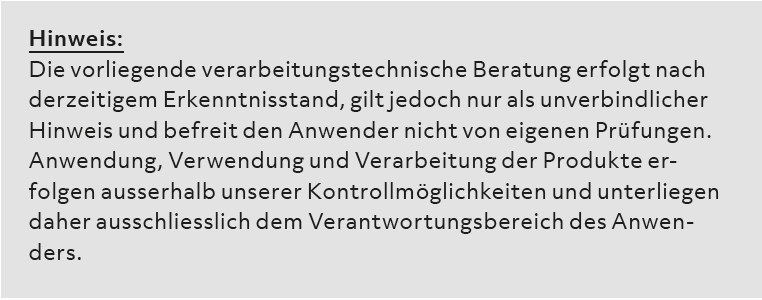 Hinweis:
Die vorliegende verarbeitungstechnische Beratung erfolgt nach
derzeitigem Erkenntnisstand, gilt jedoch nur als unverbindlicher
Hinweis und befreit den Anwender nicht von eigenen Prüfungen.
Anwendung, Verwendung und Verarbeitung der Produkte er-
folgen ausserhalb unserer Kontrollmöglichkeiten und unterliegen
daher ausschliesslich dem Verantwortungsbereich des Anwen-
ders.